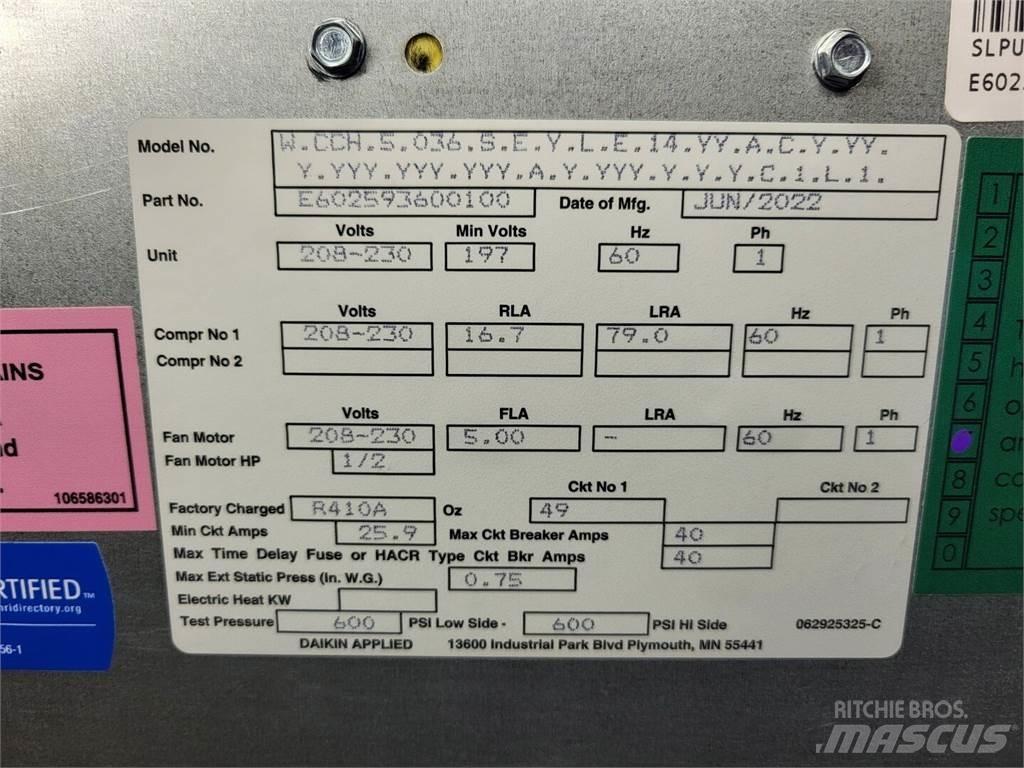 SLPU
E602
Model No. W.CCH.5.036.S.E.Y.L.E.14.YY.A.C.Y.YY.
Y.YYY.YYY.YYY.A.Y.YYY.Y.Y.Y.C.1.L.1.
Part No. E602593600100 Date of Mfg. JUN/2022
Volts Min Volts Hz Ph
Unit 208-230 197 60 1
Volts RLA LRA Hz Ph
Compr No 1 208-230 16.7 79.0 60 1
Compr No 2
Volts FLA LRA Hz Ph
Fan Motor 208-230 5.00 - 60 1
Fan Motor HP 1/2
Ckt No 1 Ckt No 2
Factory Charged R410A Oz 49
Min Ckt Amps 25.9 Max Ckt Breaker Amps 40
Max Time Delay Fuse or HACR Type Ckt Bkr Amps 40
Max Ext Static Press (In. W.G.) 0.75
Electric Heat KW
Test Pressure 600 PSI Low Side - 600 PSI Hi Side 062925325-C
DAIKIN APPLIED 13600 Industrial Park Blvd Plymouth, MN 55441
AINS
d
106586301
RTIFIED™
ridirectory.org
56-1
1
2
3
4
5
6
8
9
0
spe
RITCHIE BROS.
MASCUS